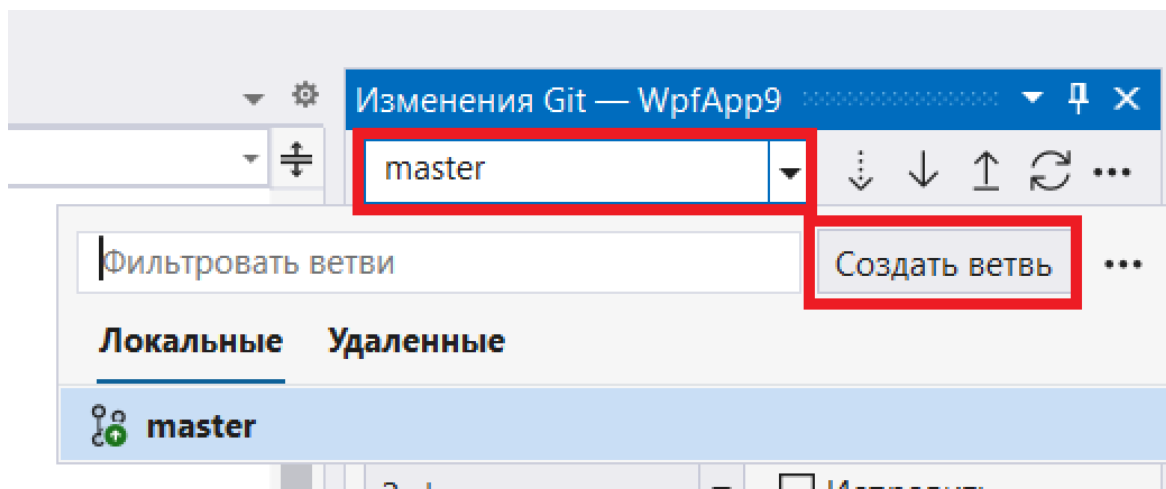 Изменения Git — WpfApp9
master
Фильтровать ветви
Создать ветвь
Локальные Удаленные
master